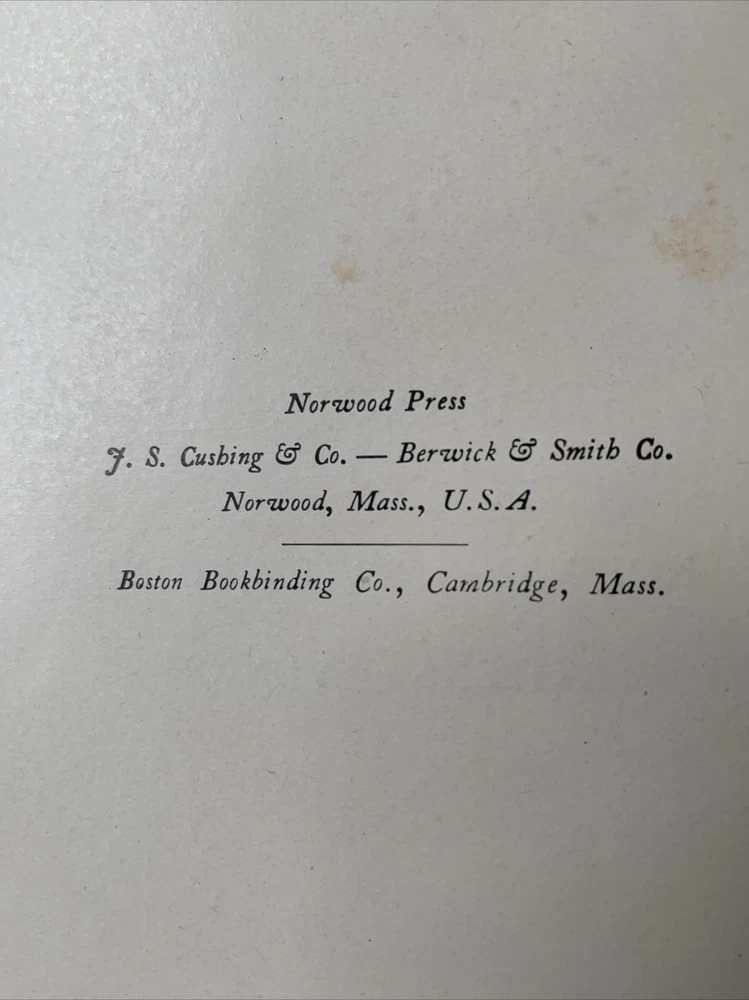 Norwood Press
J. S. Cushing & Co. — Berwick & Smith Co.
Norwood, Mass., U.S.A.
Boston Bookbinding Co., Cambridge, Mass.